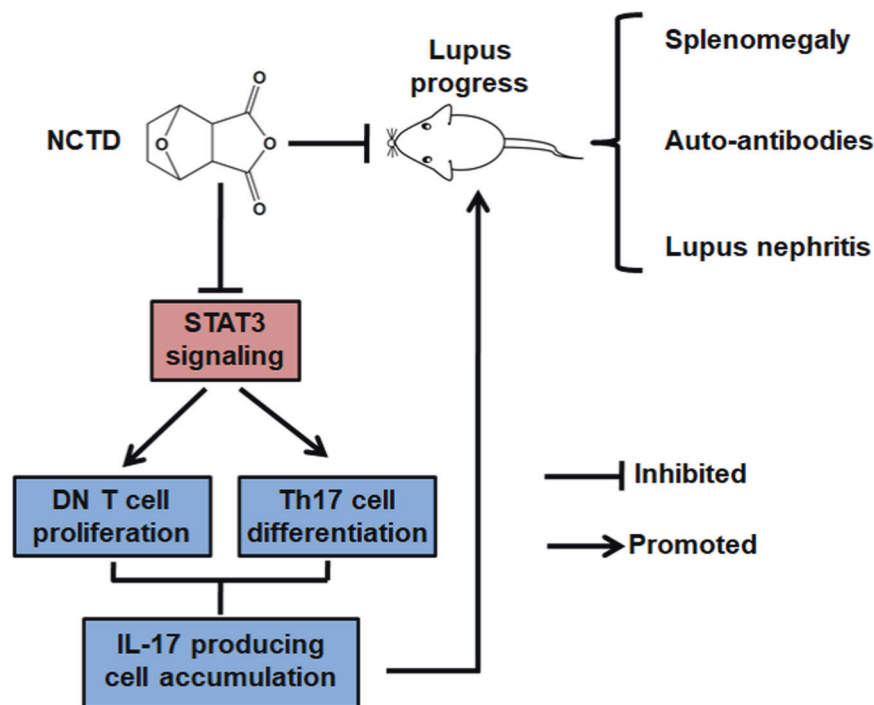 Lupus
progress
Splenomegaly
NCTD
O
O
O
O
Auto-antibodies
Lupus nephritis
STAT3
signaling
DN T cell
proliferation
Th17 cell
differentiation
Inhibited
Promoted
IL-17 producing
cell accumulation